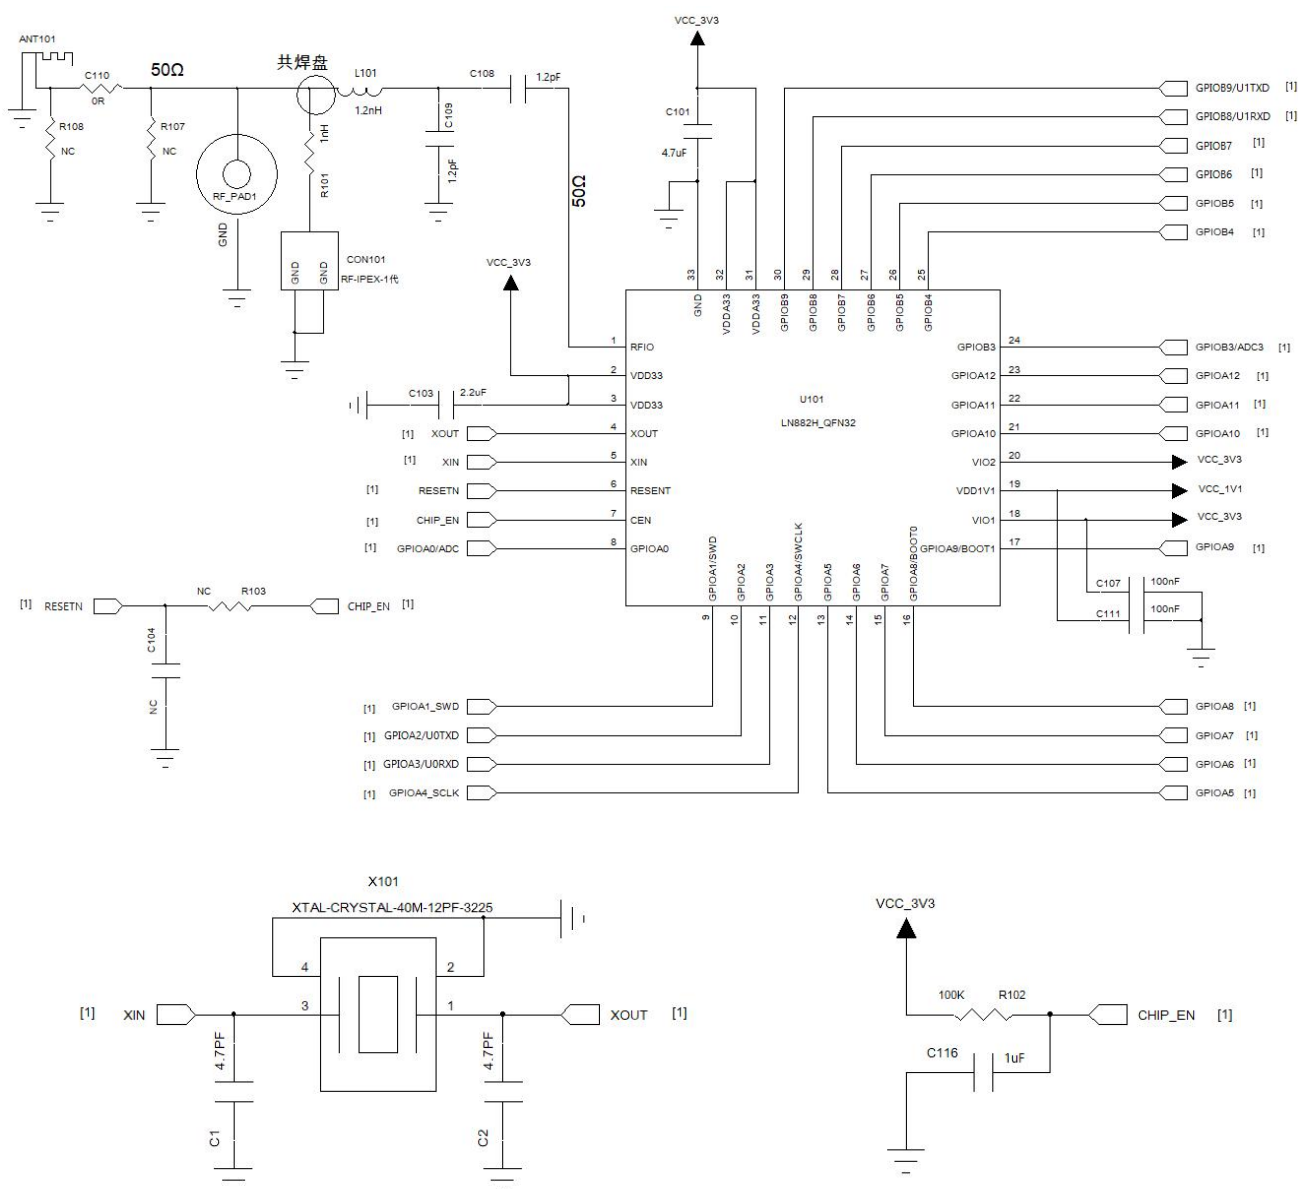 VCC_3V3
ANT101
C110
0R
50Ω
共焊盘
L101
1.2nH
C108
1.2pF
C109
1.2pF
R108
NC
R107
NC
RF_PAD1
GND
1nH
R101
GND
GND
CON101
RF-IPEX-1代
50Ω
C101
4.7uF
GPIOB9/U1TXD [1]
GPIOB8/U1RXD [1]
GPIOB7 [1]
GPIOB6 [1]
GPIOB5 [1]
GPIOB4 [1]
33 32 31 30 29 28 27 26 25
GND VDDA33 VDDA33 GPIOB9 GPIOB8 GPIOB7 GPIOB6 GPIOB5 GPIOB4
VCC_3V3
1 RFIO
2 VDD33
C103 2.2uF 3 VDD33
[1] XOUT 4 XOUT
[1] XIN 5 XIN
[1] RESETN 6 RESENT
[1] CHIP_EN 7 CEN
[1] GPIOA0/ADC 8 GPIOA0
U101
LN882H_QFN32
GPIOB3 24 GPIOB3/ADC3 [1]
GPIOA12 23 GPIOA12 [1]
GPIOA11 22 GPIOA11 [1]
GPIOA10 21 GPIOA10 [1]
VIO2 20 VCC_3V3
VDD1V1 19 VCC_1V1
VIO1 18 VCC_3V3
GPIOA9/BOOT1 17 GPIOA9 [1]
GPIOA1/SWD GPIOA2 GPIOA3 GPIOA4/SWCLK GPIOA5 GPIOA6 GPIOA7 GPIOA8/BOOT0
9 10 11 12 13 14 15 16
C107 100nF
C111 100nF
[1] RESETN NC R103 CHIP_EN [1]
C104
NC
[1] GPIOA1_SWD
[1] GPIOA2/U0TXD
[1] GPIOA3/U0RXD
[1] GPIOA4_SCLK
GPIOA8 [1]
GPIOA7 [1]
GPIOA6 [1]
GPIOA5 [1]
X101
XTAL-CRYSTAL-40M-12PF-3225
4 2
[1] XIN 3 1 XOUT [1]
4.7PF
C1
4.7PF
C2
VCC_3V3
100K R102
CHIP_EN [1]
C116 1uF